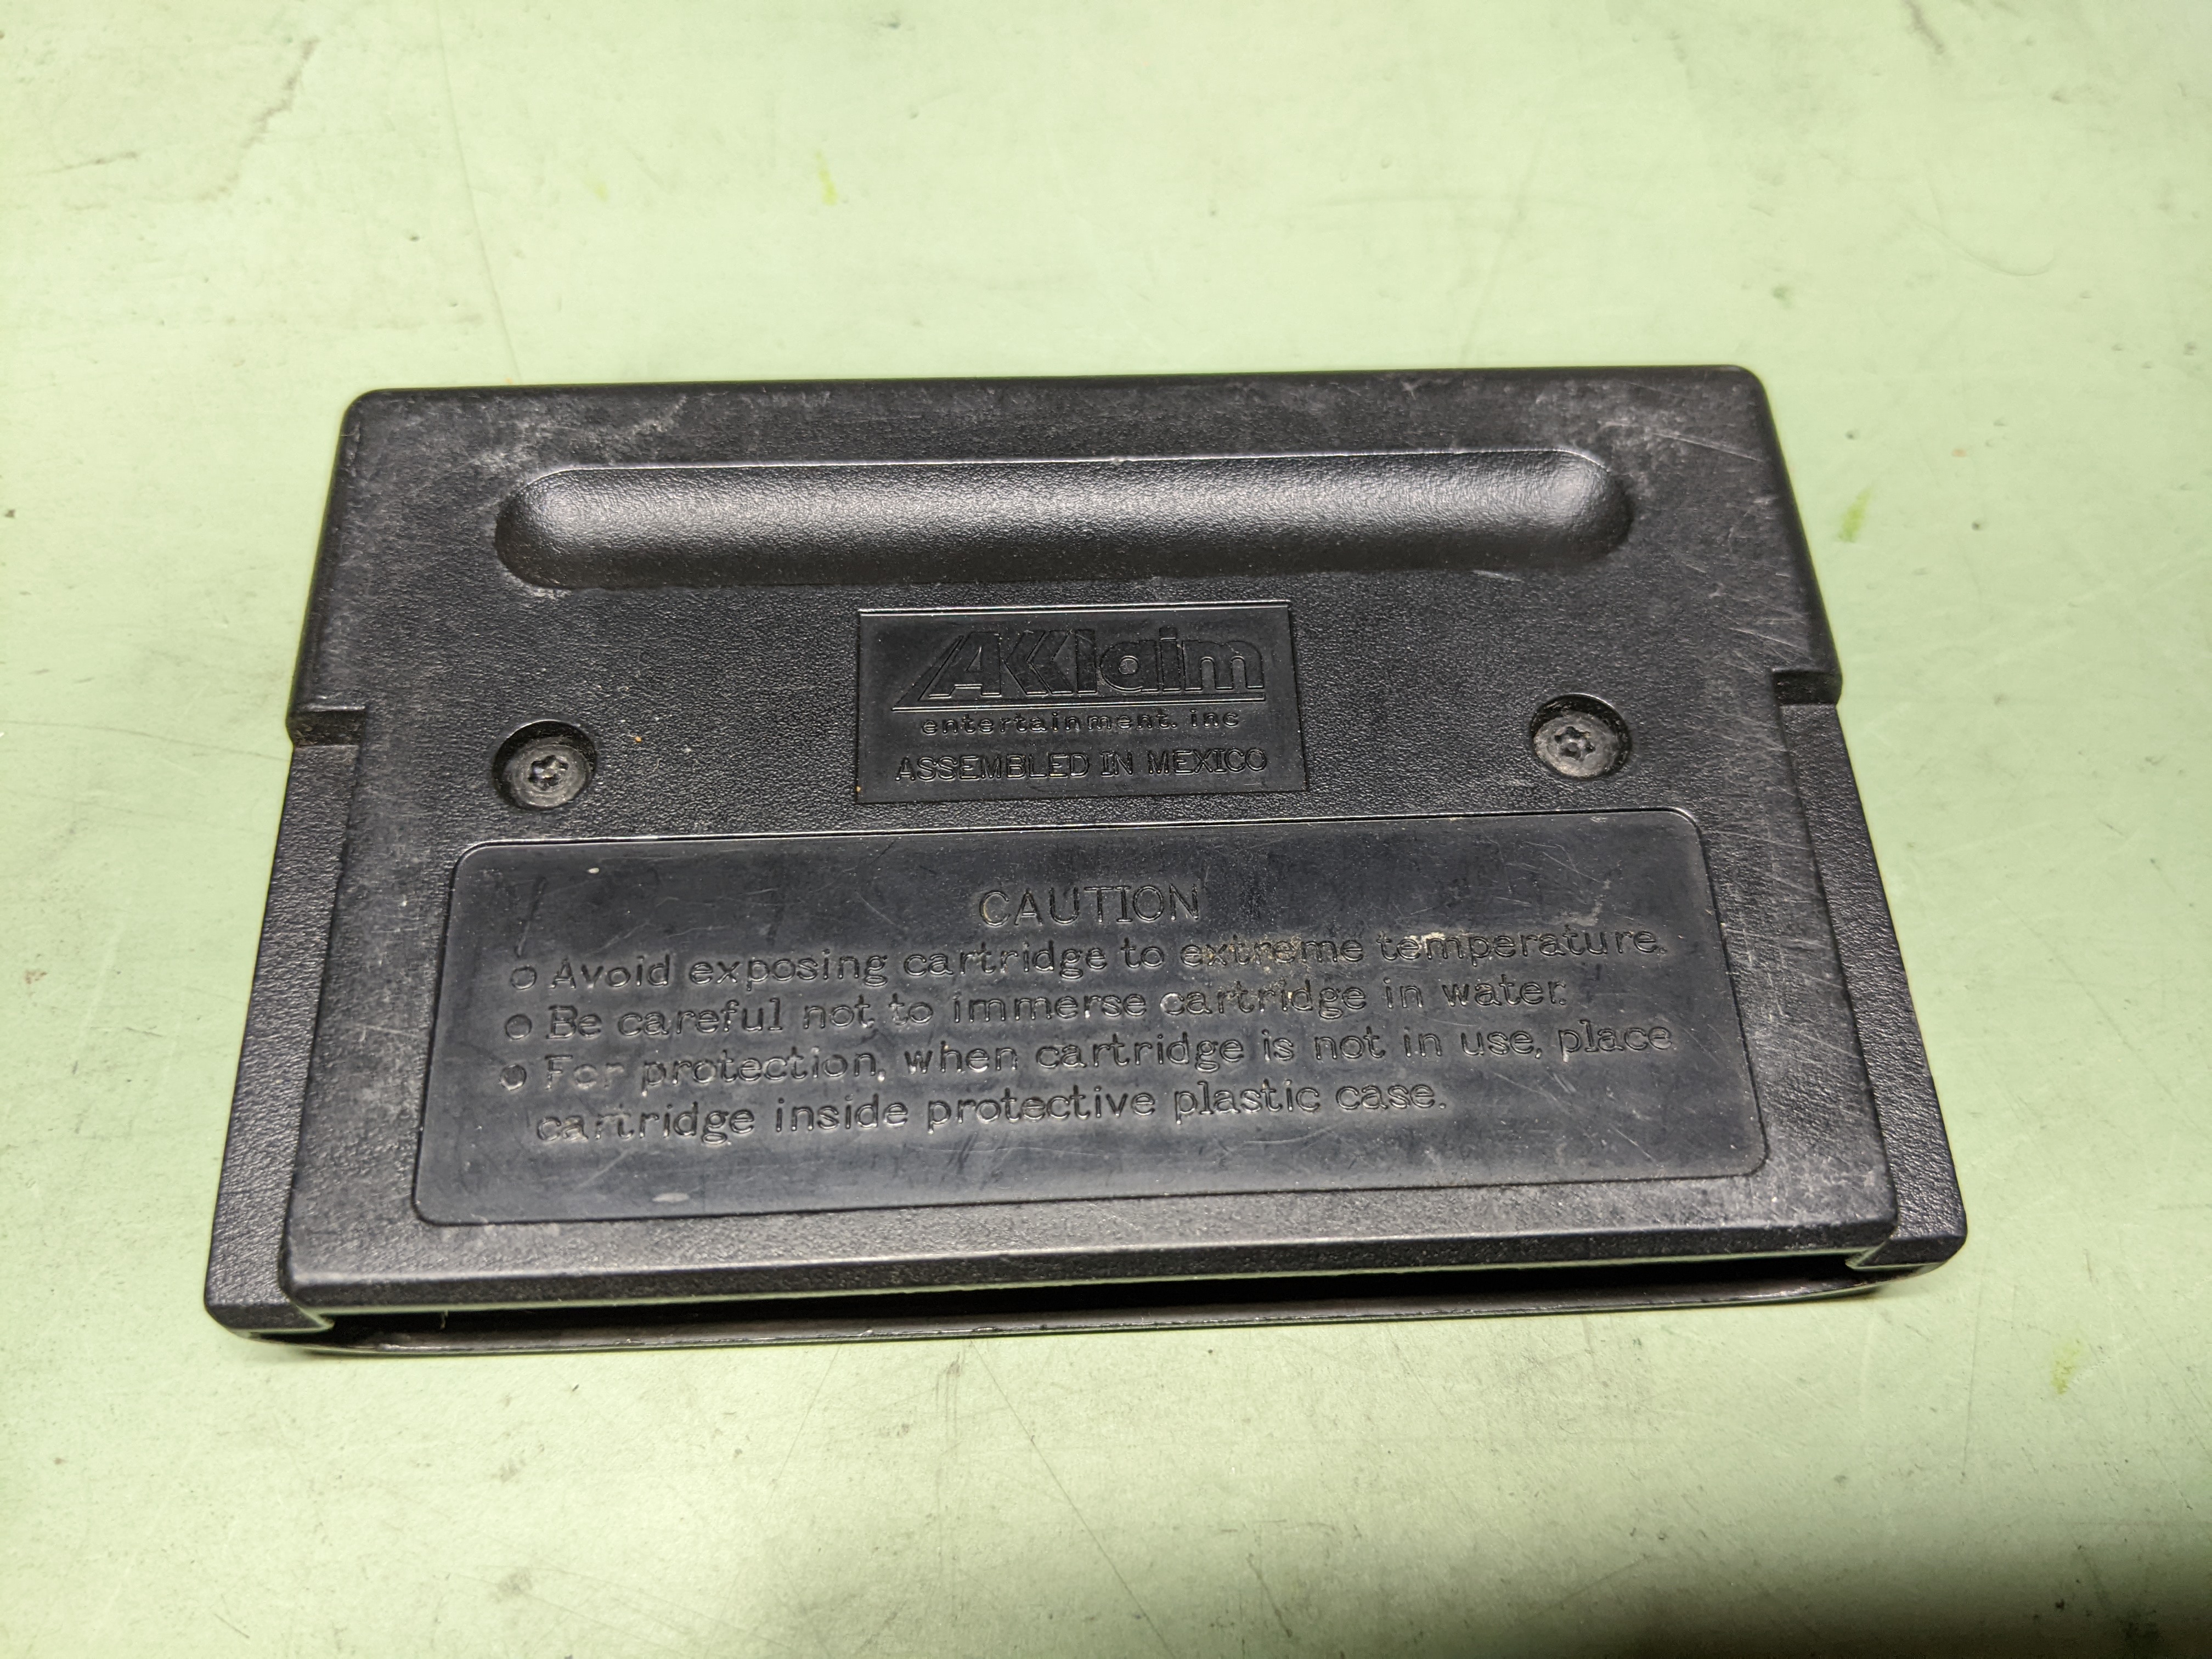 AKKlaim
entertainment. inc
ASSEMBLED IN MEXICO
CAUTION
● Avoid exposing cartridge to extreme temperature.
● Be careful not to immerse cartridge in water.
● For protection, when cartridge is not in use, place
cartridge inside protective plastic case.